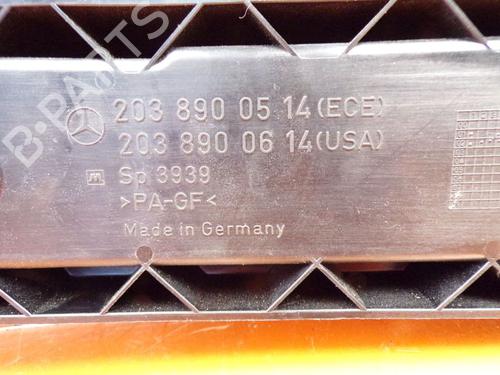 B-PARTS
203 890 05 14 (ECE)
203 890 06 14 (USA)
Sp 3939
>PA-GF<
Made in Germany